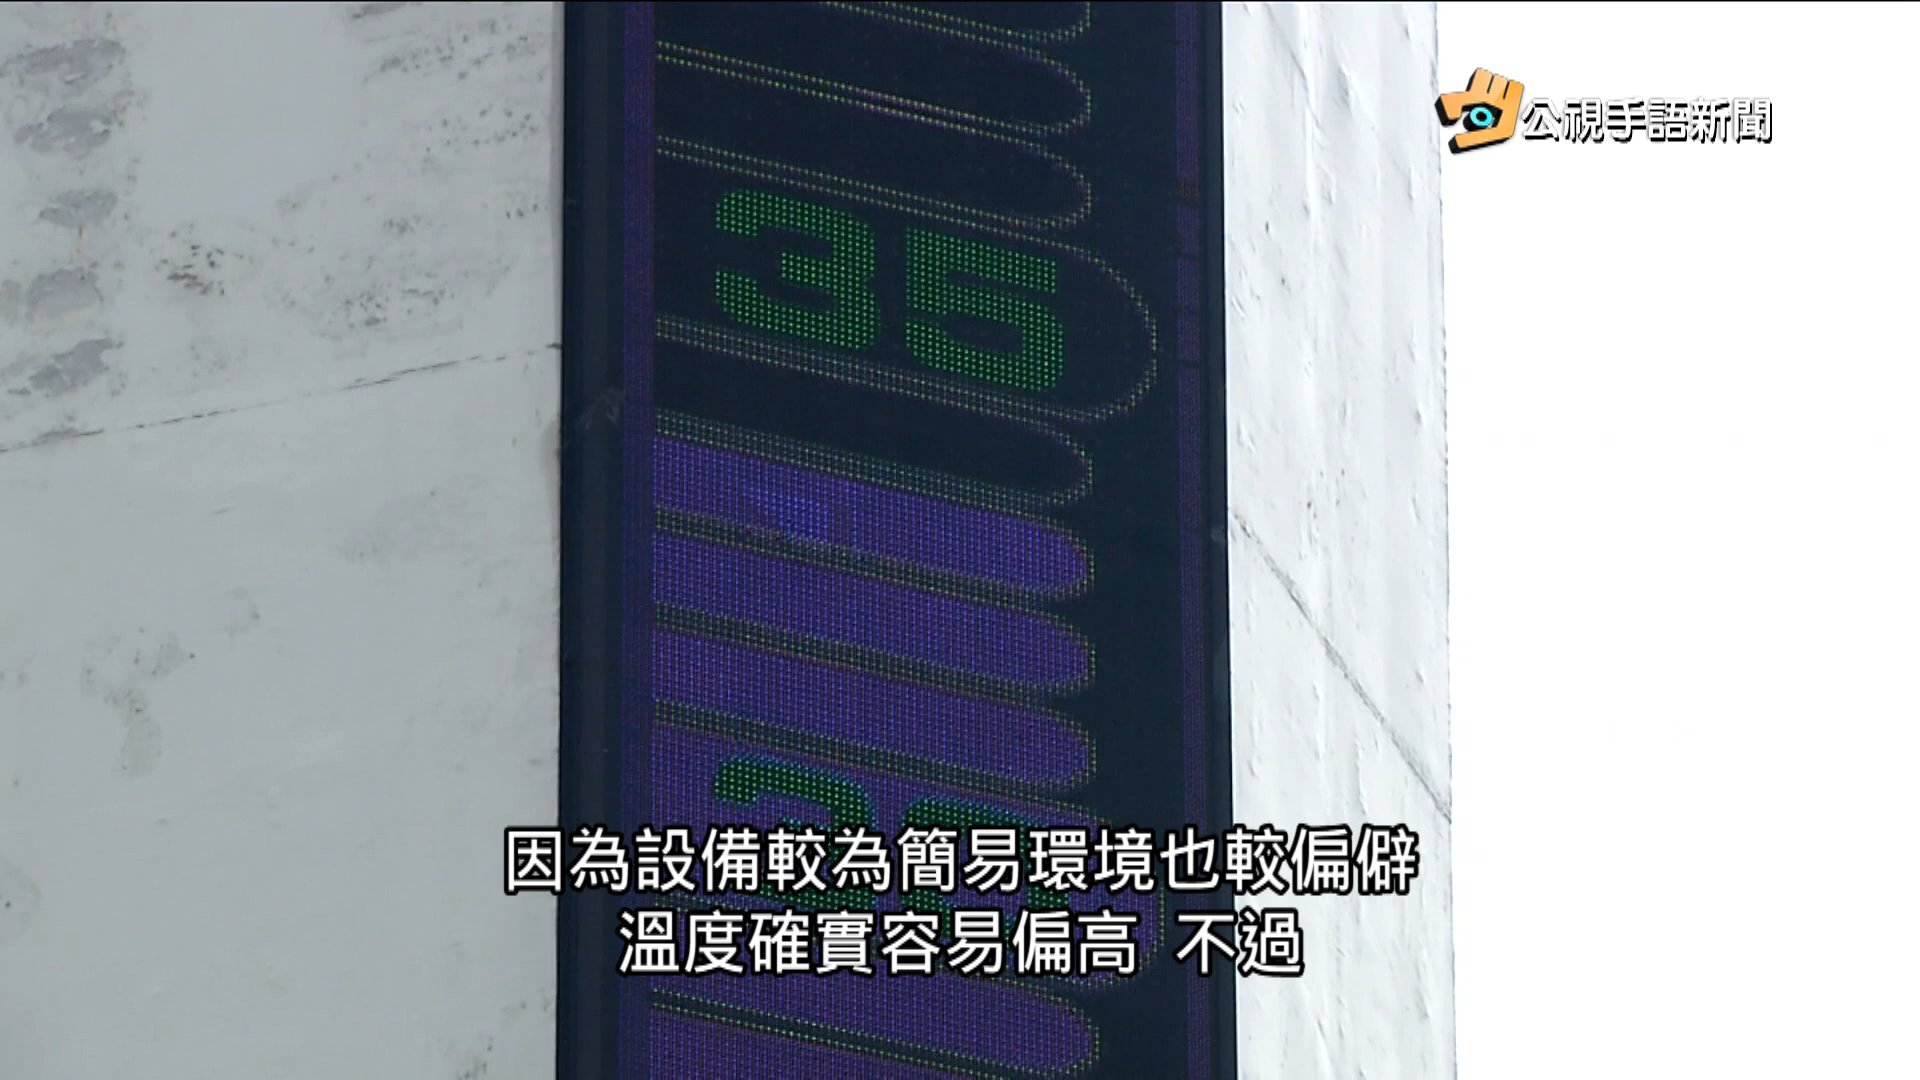 公視手語新聞
35
因為設備較為簡易環境也較偏僻
溫度確實容易偏高 不過